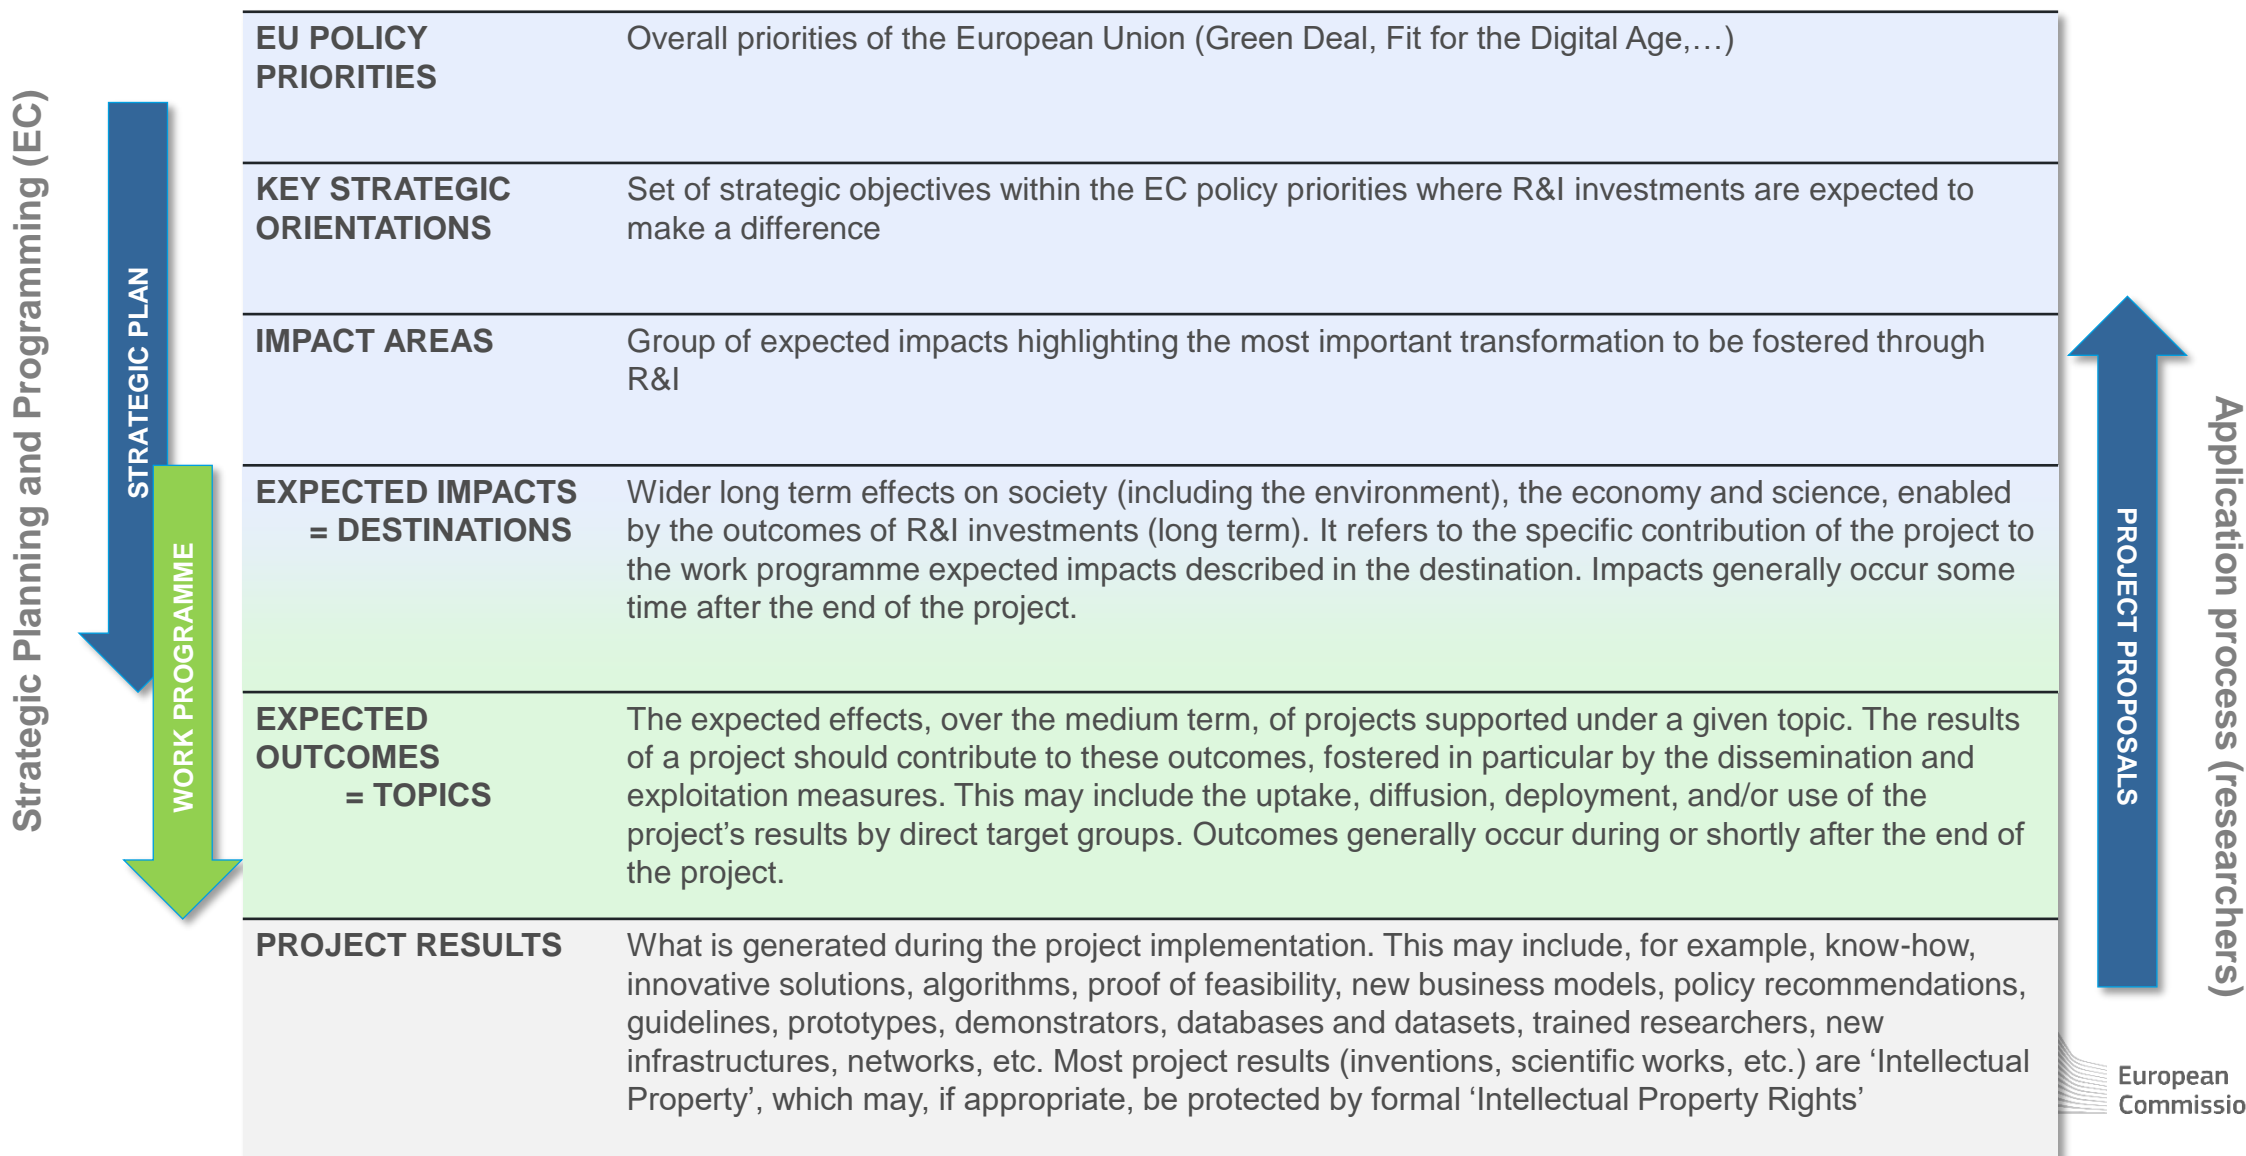 Strategic Planning and Programming (EC)
STRATEGIC PLAN
WORK PROGRAMME
EU POLICY
PRIORITIES
Overall priorities of the European Union (Green Deal, Fit for the Digital Age,…)
KEY STRATEGIC
ORIENTATIONS
Set of strategic objectives within the EC policy priorities where R&I investments are expected to
make a difference
IMPACT AREAS
Group of expected impacts highlighting the most important transformation to be fostered through
R&I
EXPECTED IMPACTS
= DESTINATIONS
Wider long term effects on society (including the environment), the economy and science, enabled
by the outcomes of R&I investments (long term). It refers to the specific contribution of the project to
the work programme expected impacts described in the destination. Impacts generally occur some
time after the end of the project.
EXPECTED
OUTCOMES
= TOPICS
The expected effects, over the medium term, of projects supported under a given topic. The results
of a project should contribute to these outcomes, fostered in particular by the dissemination and
exploitation measures. This may include the uptake, diffusion, deployment, and/or use of the
project’s results by direct target groups. Outcomes generally occur during or shortly after the end of
the project.
PROJECT RESULTS
What is generated during the project implementation. This may include, for example, know-how,
innovative solutions, algorithms, proof of feasibility, new business models, policy recommendations,
guidelines, prototypes, demonstrators, databases and datasets, trained researchers, new
infrastructures, networks, etc. Most project results (inventions, scientific works, etc.) are ‘Intellectual
Property’, which may, if appropriate, be protected by formal ‘Intellectual Property Rights’
PROJECT PROPOSALS
Application process (researchers)
European
Commissio